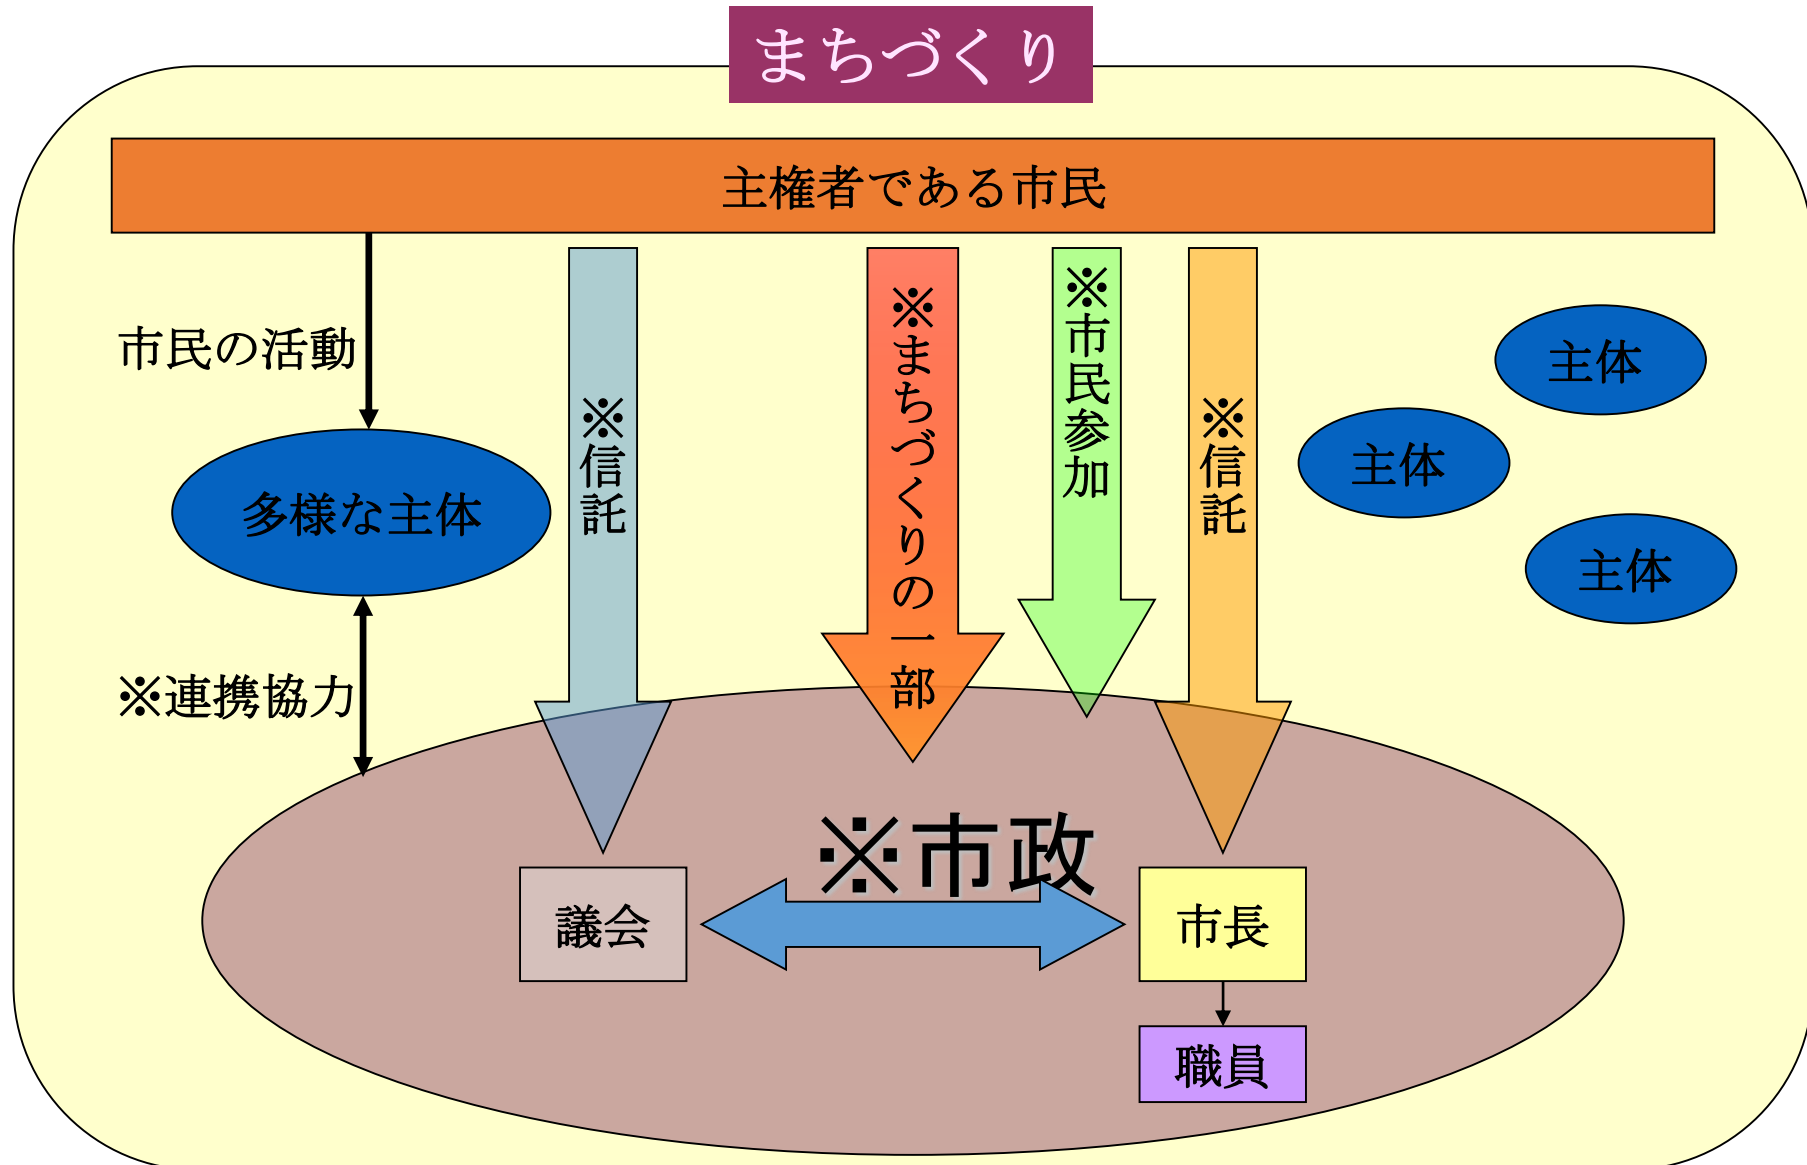 まちづくり
主権者である市民
市民の活動
※信託
※まちづくりの一部
※市民参加
※信託
主体
主体
主体
多様な主体
※連携協力
※市政
議会
市長
職員